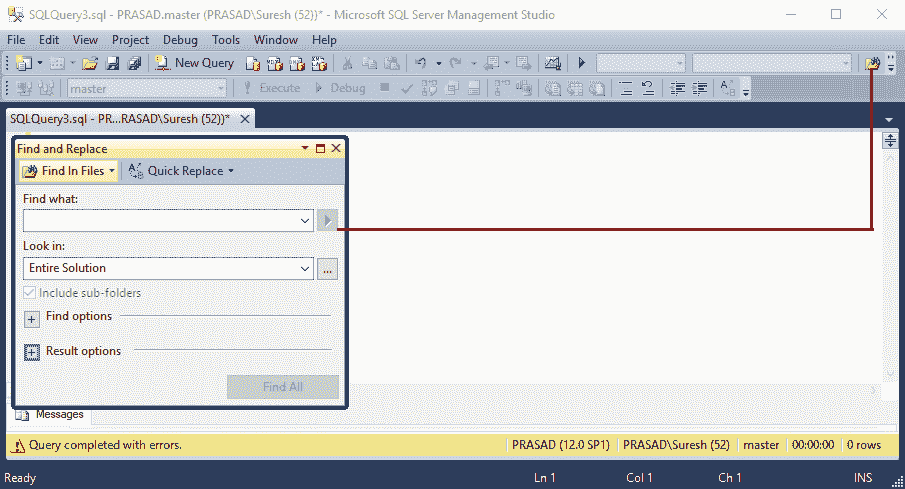 SQLQuery3.sql - PRASAD.master (PRASAD\Suresh (52))* - Microsoft SQL Server Management Studio
File Edit View Project Debug Tools Window Help
New Query
master Execute Debug
SQLQuery3.sql - PR...RASAD\Suresh (52))*
Find and Replace
Find In Files Quick Replace
Find what:
Look in:
Entire Solution
...
Include sub-folders
Find options
Result options
Find All
Messages
Query completed with errors. PRASAD (12.0 SP1) PRASAD\Suresh (52) master 00:00:00 0 rows
Ready Ln 1 Col 1 Ch 1 INS